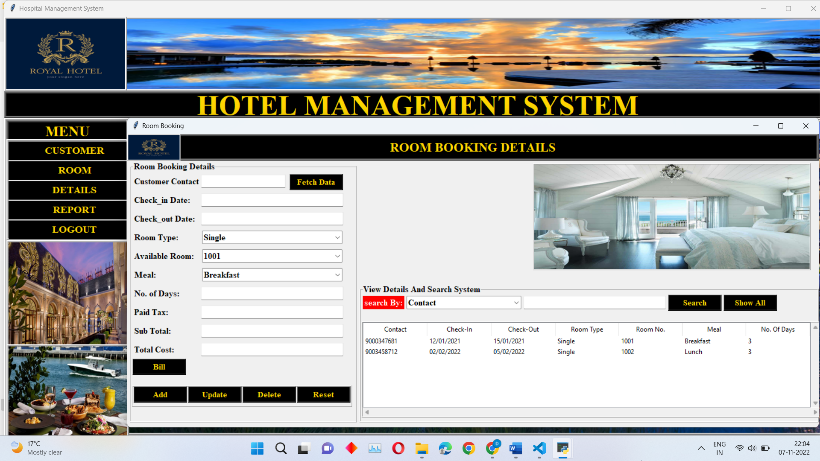 Hospital Management System
R
ROYAL HOTEL
HOTEL MANAGEMENT SYSTEM
MENU
CUSTOMER
ROOM
DETAILS
REPORT
LOGOUT
Room Booking
ROOM BOOKING DETAILS
Room Booking Details
Customer Contact
Fetch Data
Check_in Date:
Check_out Date:
Room Type: Single
Available Room: 1001
Meal: Breakfast
No. of Days:
Paid Tax:
Sub Total:
Total Cost:
Bill
Add Update Delete Reset
View Details And Search System
search By: Contact Search Show All
Contact Check-In Check-Out Room Type Room No. Meal No. Of Days
9000347681 12/01/2021 15/01/2021 Single 1001 Breakfast 3
9003458712 02/02/2022 05/02/2022 Single 1002 Lunch 3
17°C
Mostly clear
ENG
IN
22:04
07-11-2022